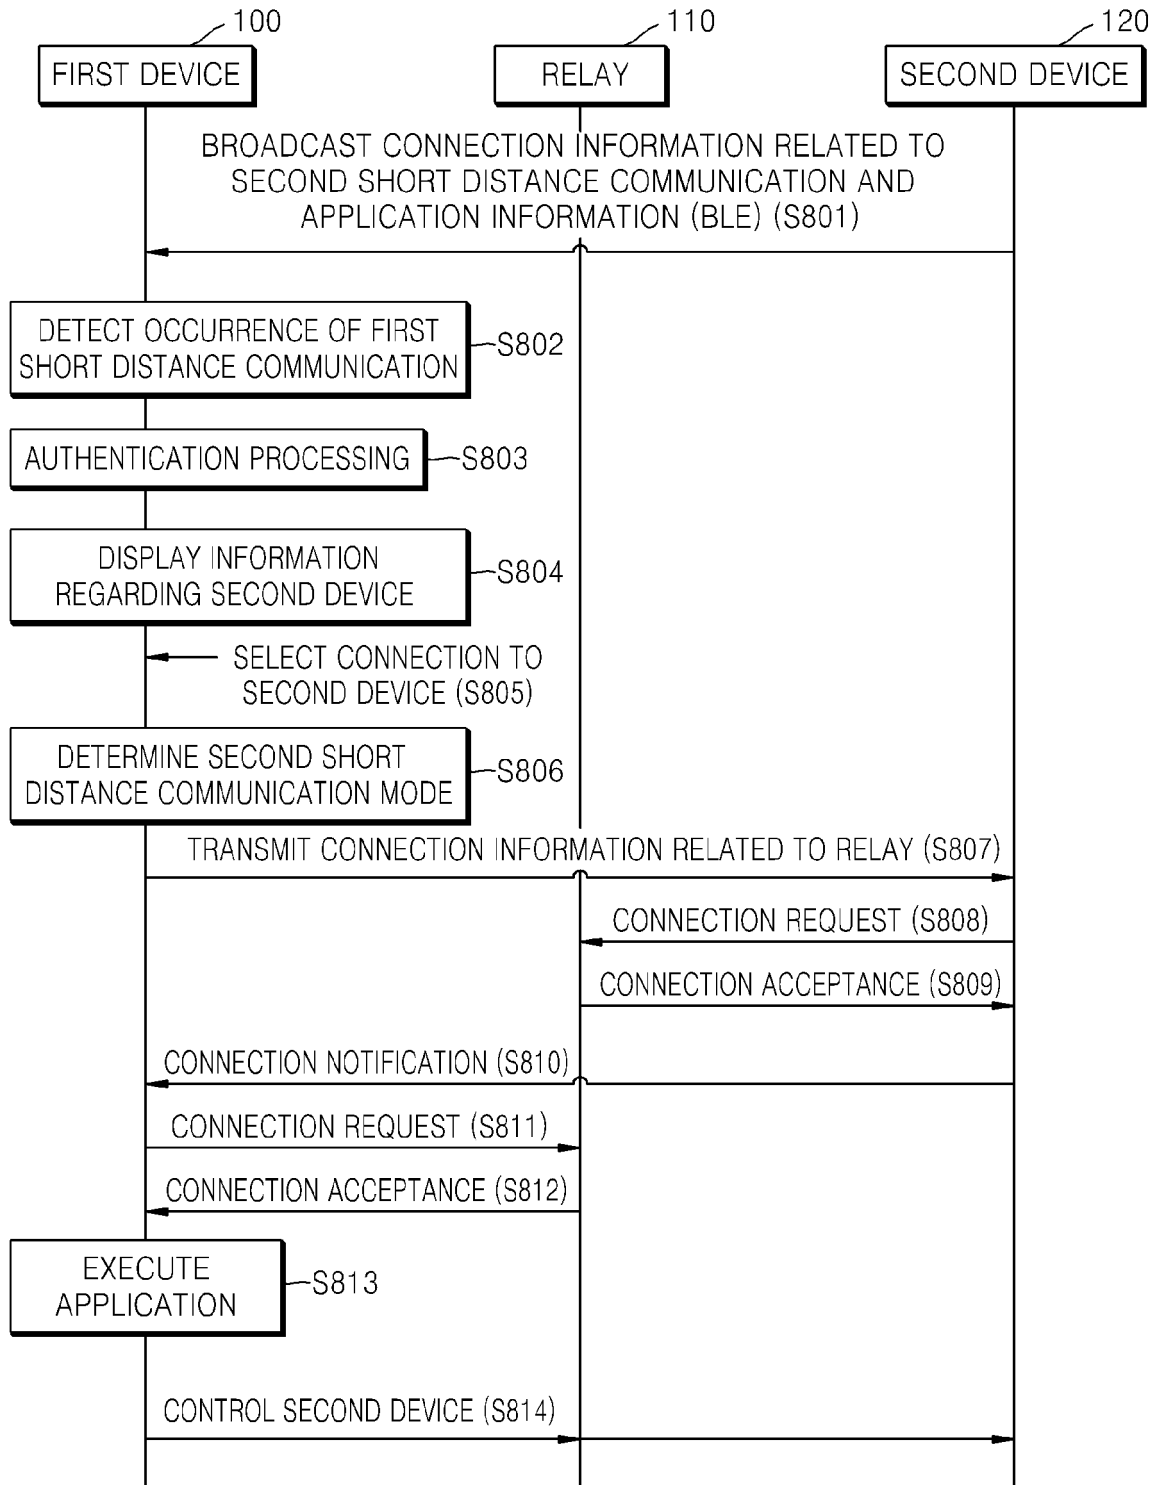 100
110
120
FIRST DEVICE
RELAY
SECOND DEVICE
BROADCAST CONNECTION INFORMATION RELATED TO
SECOND SHORT DISTANCE COMMUNICATION AND
APPLICATION INFORMATION (BLE) (S801)
DETECT OCCURRENCE OF FIRST
SHORT DISTANCE COMMUNICATION
S802
AUTHENTICATION PROCESSING
S803
DISPLAY INFORMATION
REGARDING SECOND DEVICE
S804
SELECT CONNECTION TO
SECOND DEVICE (S805)
DETERMINE SECOND SHORT
DISTANCE COMMUNICATION MODE
S806
TRANSMIT CONNECTION INFORMATION RELATED TO RELAY (S807)
CONNECTION REQUEST (S808)
CONNECTION ACCEPTANCE (S809)
CONNECTION NOTIFICATION (S810)
CONNECTION REQUEST (S811)
CONNECTION ACCEPTANCE (S812)
EXECUTE
APPLICATION
S813
CONTROL SECOND DEVICE (S814)